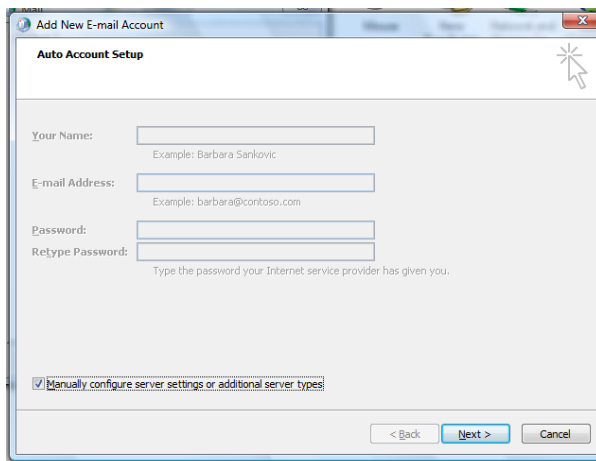 Add New E-mail Account
Auto Account Setup
Your Name:
Example: Barbara Sankovic
E-mail Address:
Example: barbara@contoso.com
Password:
Retype Password:
Type the password your Internet service provider has given you.
Manually configure server settings or additional server types
< Back Next > Cancel